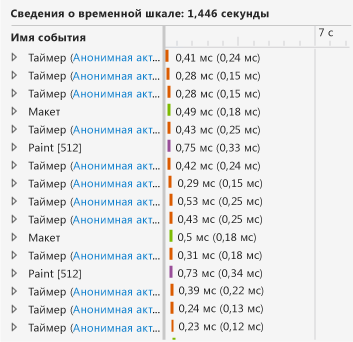 Сведения о временной шкале: 1,446 секунды
Имя события 7 с
Таймер (Анонимная акт... 0,41 мс (0,24 мс)
Таймер (Анонимная акт... 0,28 мс (0,15 мс)
Таймер (Анонимная акт... 0,28 мс (0,15 мс)
Макет 0,49 мс (0,18 мс)
Таймер (Анонимная акт... 0,43 мс (0,25 мс)
Paint [512] 0,75 мс (0,33 мс)
Таймер (Анонимная акт... 0,42 мс (0,24 мс)
Таймер (Анонимная акт... 0,29 мс (0,15 мс)
Таймер (Анонимная акт... 0,53 мс (0,25 мс)
Таймер (Анонимная акт... 0,43 мс (0,25 мс)
Макет 0,5 мс (0,18 мс)
Таймер (Анонимная акт... 0,31 мс (0,18 мс)
Paint [512] 0,73 мс (0,34 мс)
Таймер (Анонимная акт... 0,39 мс (0,22 мс)
Таймер (Анонимная акт... 0,24 мс (0,13 мс)
Таймер (Анонимная акт... 0,23 мс (0,12 мс)